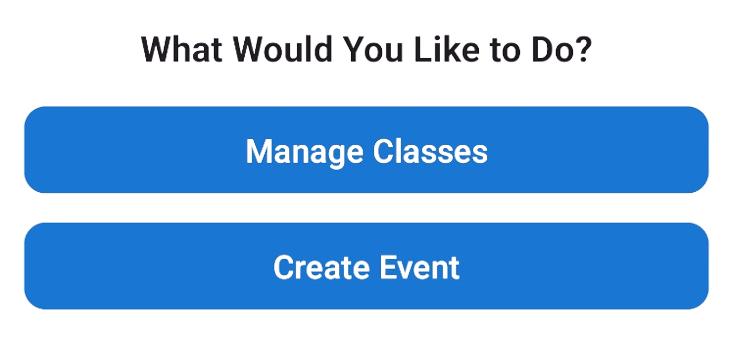 What Would You Like to Do?
Manage Classes
Create Event